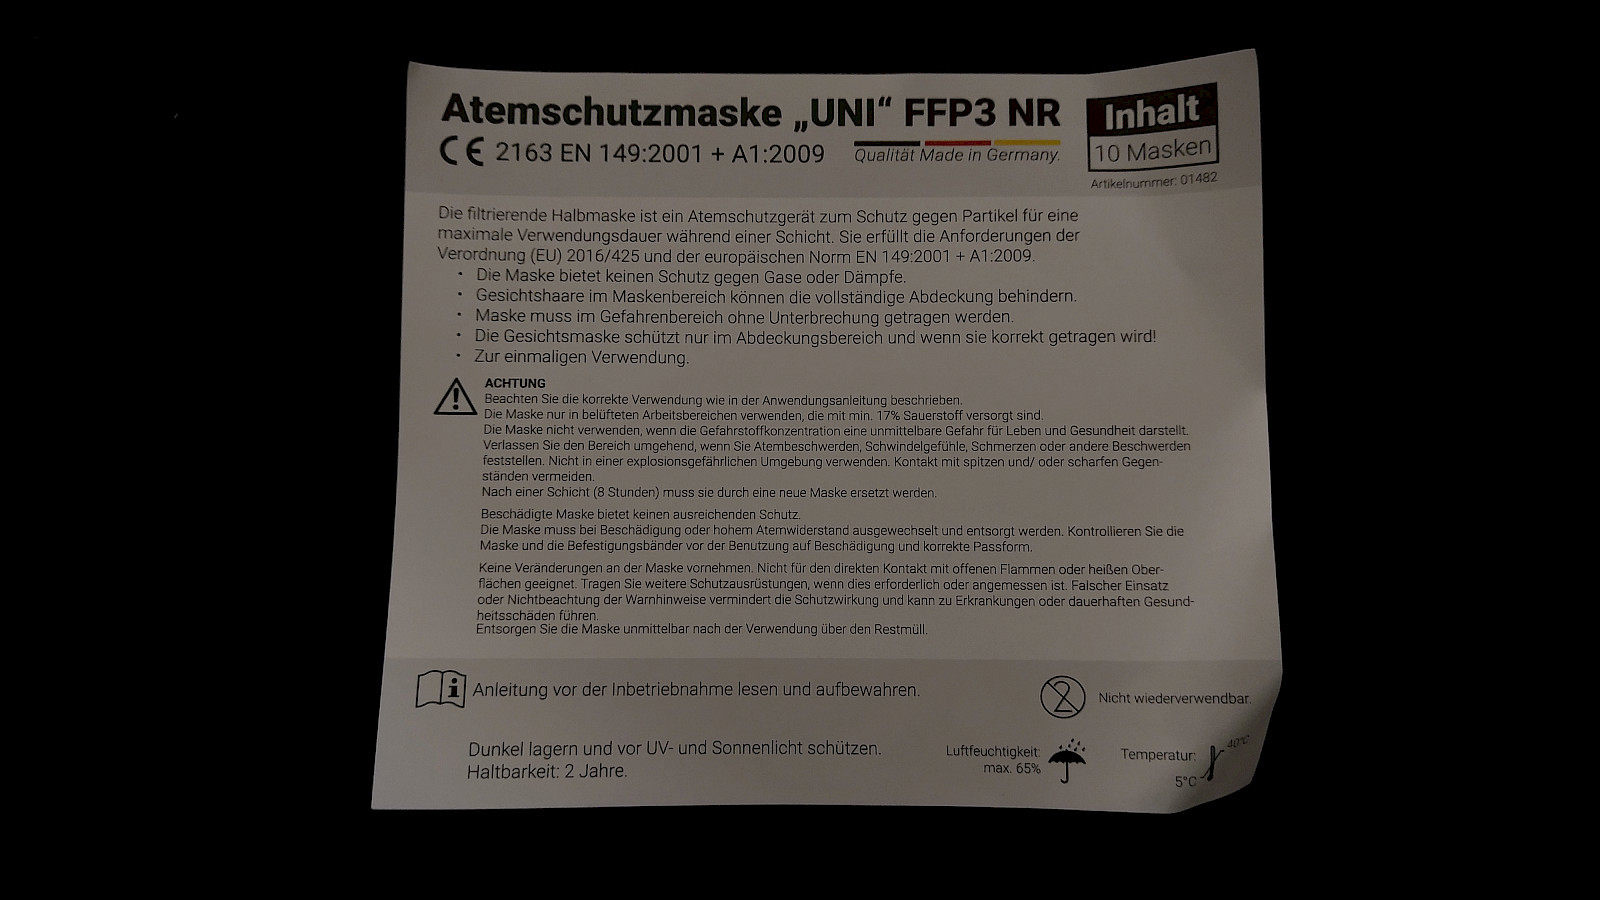 Atemschutzmaske „UNI“ FFP3 NR
CE 2163 EN 149:2001 + A1:2009
Qualität Made in Germany.
Inhalt
10 Masken
Artikelnummer: 01482
Die filtrierende Halbmaske ist ein Atemschutzgerät zum Schutz gegen Partikel für eine
maximale Verwendungsdauer während einer Schicht. Sie erfüllt die Anforderungen der
Verordnung (EU) 2016/425 und der europäischen Norm EN 149:2001 + A1:2009.
• Die Maske bietet keinen Schutz gegen Gase oder Dämpfe.
• Gesichtshaare im Maskenbereich können die vollständige Abdeckung behindern.
• Maske muss im Gefahrenbereich ohne Unterbrechung getragen werden.
• Die Gesichtsmaske schützt nur im Abdeckungsbereich und wenn sie korrekt getragen wird!
• Zur einmaligen Verwendung.
ACHTUNG
Beachten Sie die korrekte Verwendung wie in der Anwendungsanleitung beschrieben.
Die Maske nur in belüfteten Arbeitsbereichen verwenden, die mit min. 17% Sauerstoff versorgt sind.
Die Maske nicht verwenden, wenn die Gefahrstoffkonzentration eine unmittelbare Gefahr für Leben und Gesundheit darstellt.
Verlassen Sie den Bereich umgehend, wenn Sie Atembeschwerden, Schwindelgefühle, Schmerzen oder andere Beschwerden
feststellen. Nicht in einer explosionsgefährlichen Umgebung verwenden. Kontakt mit spitzen und/ oder scharfen Gegen-
ständen vermeiden.
Nach einer Schicht (8 Stunden) muss sie durch eine neue Maske ersetzt werden.
Beschädigte Maske bietet keinen ausreichenden Schutz.
Die Maske muss bei Beschädigung oder hohem Atemwiderstand ausgewechselt und entsorgt werden. Kontrollieren Sie die
Maske und die Befestigungsbänder vor der Benutzung auf Beschädigung und korrekte Passform.
Keine Veränderungen an der Maske vornehmen. Nicht für den direkten Kontakt mit offenen Flammen oder heißen Ober-
flächen geeignet. Tragen Sie weitere Schutzausrüstungen, wenn dies erforderlich oder angemessen ist. Falscher Einsatz
oder Nichtbeachtung der Warnhinweise vermindert die Schutzwirkung und kann zu Erkrankungen oder dauerhaften Gesund-
heitsschäden führen.
Entsorgen Sie die Maske unmittelbar nach der Verwendung über den Restmüll.
Anleitung vor der Inbetriebnahme lesen und aufbewahren.
2
Nicht wiederverwendbar.
Dunkel lagern und vor UV- und Sonnenlicht schützen.
Haltbarkeit: 2 Jahre.
Luftfeuchtigkeit:
max. 65%
Temperatur:
40°C
5°C